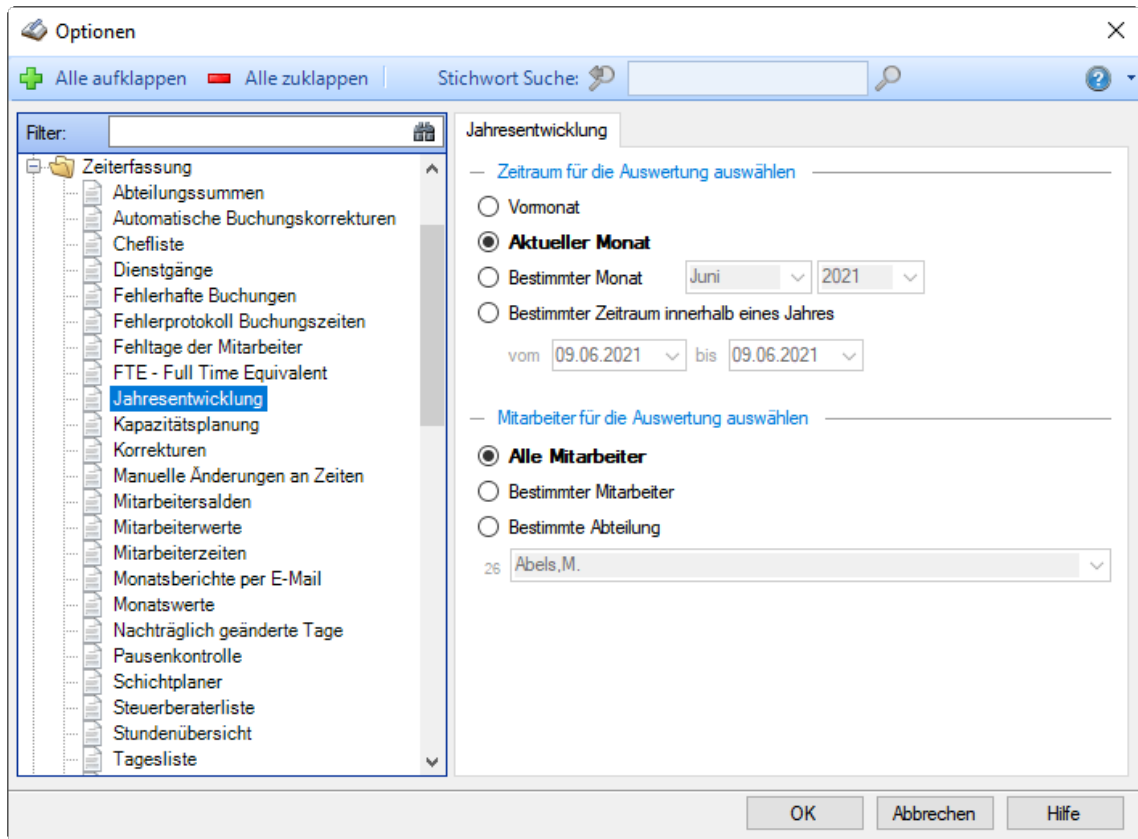 Optionen
Alle aufklappen Alle zuklappen Stichwort Suche:
Filter:
Zeiterfassung
Abteilungssummen
Automatische Buchungskorrekturen
Chefliste
Dienstgänge
Fehlerhafte Buchungen
Fehlerprotokoll Buchungszeiten
Fehltage der Mitarbeiter
FTE - Full Time Equivalent
Jahresentwicklung
Kapazitätsplanung
Korrekturen
Manuelle Änderungen an Zeiten
Mitarbeitersalden
Mitarbeiterwerte
Mitarbeiterzeiten
Monatsberichte per E-Mail
Monatswerte
Nachträglich geänderte Tage
Pausenkontrolle
Schichtplaner
Steuerberaterliste
Stundenübersicht
Tagesliste
Jahresentwicklung
Zeitraum für die Auswertung auswählen
Vormonat
Aktueller Monat
Bestimmter Monat Juni 2021
Bestimmter Zeitraum innerhalb eines Jahres
vom 09.06.2021 bis 09.06.2021
Mitarbeiter für die Auswertung auswählen
Alle Mitarbeiter
Bestimmter Mitarbeiter
Bestimmte Abteilung
26 Abels,M.
OK Abbrechen Hilfe